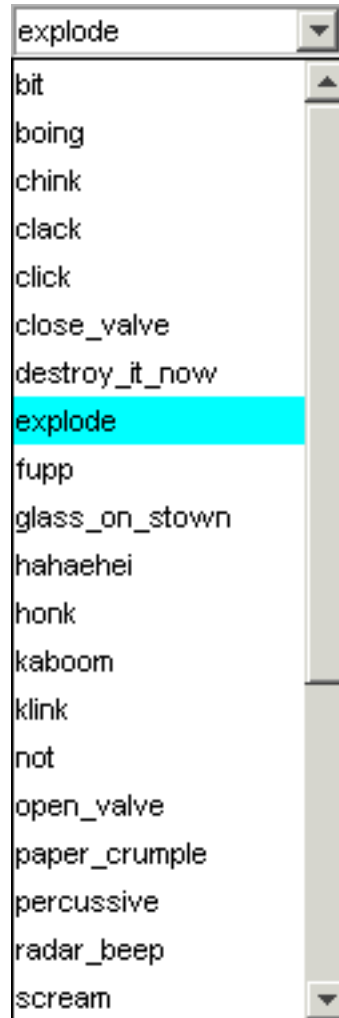 explode
bit
boing
chink
clack
click
close_valve
destroy_it_now
explode
fupp
glass_on_stown
hahaehei
honk
kaboom
klink
not
open_valve
paper_crumple
percussive
radar_beep
scream